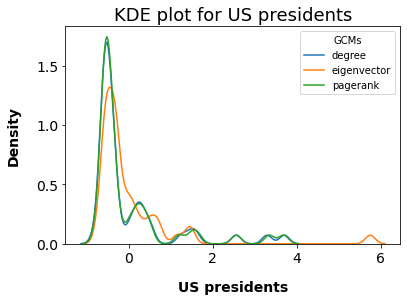 KDE plot for US presidents
GCMs
degree
eigenvector
pagerank
Density
1.5
1.0
0.5
0.0
0 2 4 6
US presidents